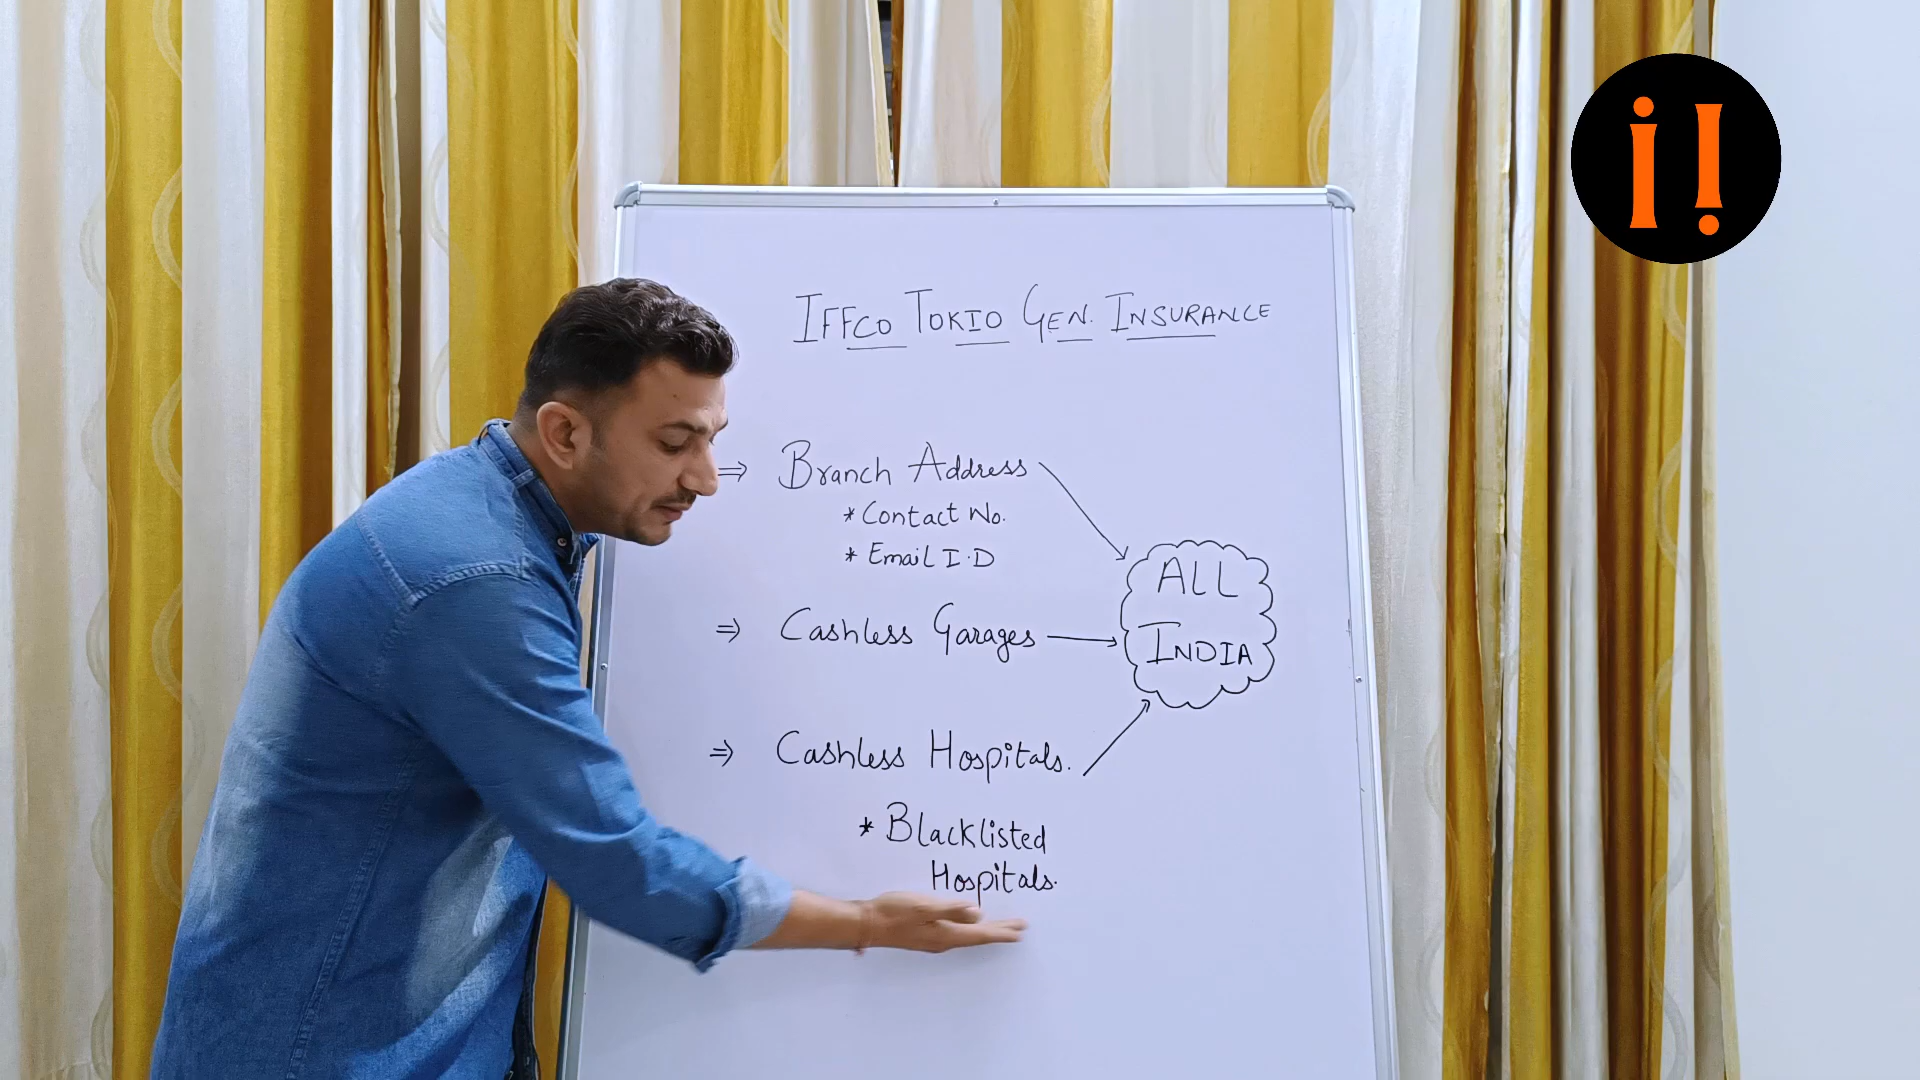 IFFCO TOKIO GEN. INSURANCE
⇒ Branch Address
* Contact No.
* Email I.D
⇒ Cashless Garages
ALL
INDIA
⇒ Cashless Hospitals.
* Blacklisted
Hospitals.
i!